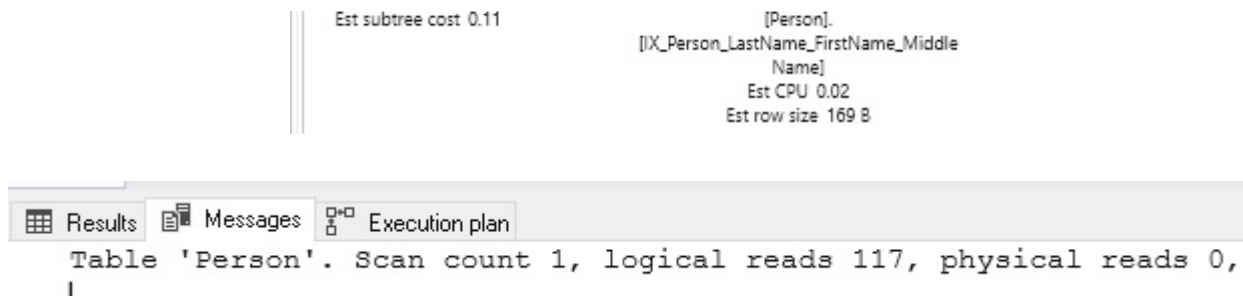 Est subtree cost 0.11
[Person].
[IX_Person_LastName_FirstName_Middle
Name]
Est CPU 0.02
Est row size 169 B
Results Messages Execution plan
Table 'Person'. Scan count 1, logical reads 117, physical reads 0,